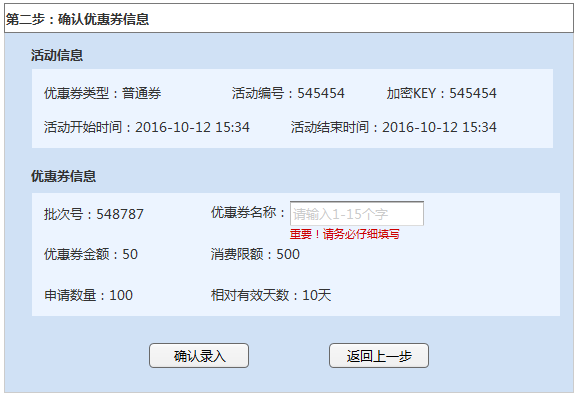 第二步：确认优惠券信息
活动信息
优惠券类型：普通券 活动编号：545454 加密KEY：545454
活动开始时间：2016-10-12 15:34 活动结束时间：2016-10-12 15:34
优惠券信息
批次号：548787 优惠券名称： 请输入1-15个字
重要！请务必仔细填写
优惠券金额：50 消费限额：500
申请数量：100 相对有效天数：10天
确认录入 返回上一步